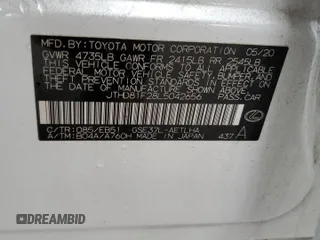 MFD.BY: TOYOTA MOTOR CORPORATION 05/20
GVWR 4735LB GAWR FR 2415LB RR 2545LB
THIS VEHICLE CONFORMS TO ALL APPLICABLE
FEDERAL MOTOR VEHICLE SAFETY, BUMPER, AND
THEFT PREVENTION STANDARDS IN EFFECT ON
THE DATE OF MANUFACTURE SHOWN ABOVE.
JTHD81F28L5042656 PASS.CAR
C/TR: 085/EB51 GSE37L-AETLHA
A/TM: B04A/A760H MADE IN JAPAN 437 A